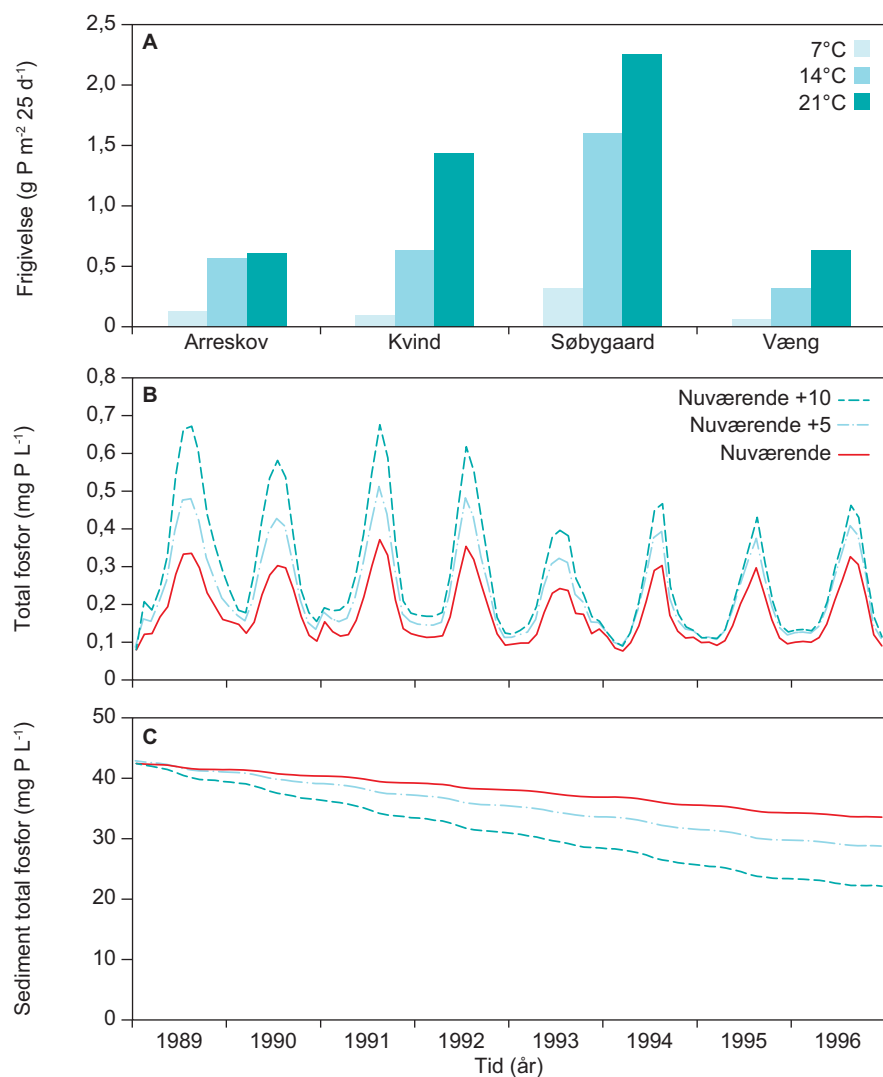 A
7°C
14°C
21°C
2,5
2,0
1,5
1,0
0,5
0
Frigivelse (g P m⁻² 25 d⁻¹)
Arreskov Kvind Søbygaard Væng
B
Nuværende +10
Nuværende +5
Nuværende
0,8
0,7
0,6
0,5
0,4
0,3
0,2
0,1
0
Total fosfor (mg P L⁻¹)
C
50
40
30
20
10
0
Sediment total fosfor (mg P L⁻¹)
1989 1990 1991 1992 1993 1994 1995 1996
Tid (år)